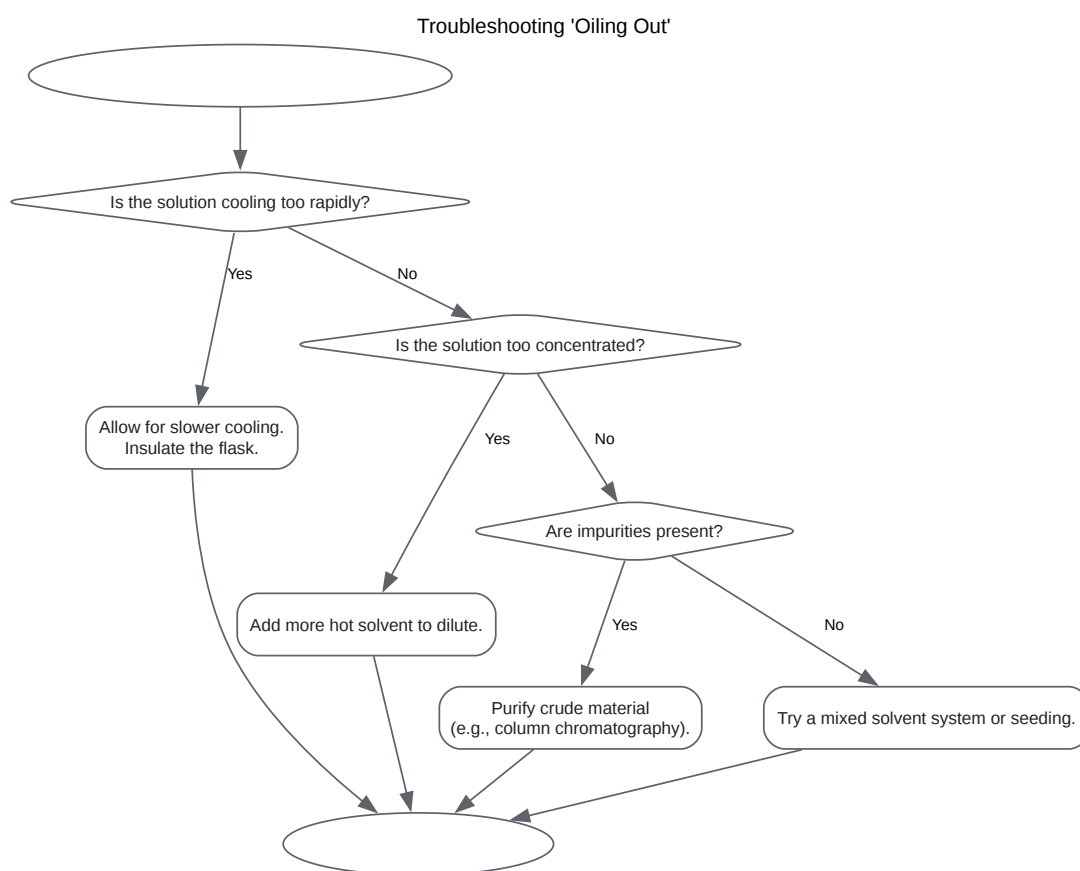 Troubleshooting 'Oiling Out'
Is the solution cooling too rapidly?
Yes
No
Is the solution too concentrated?
Allow for slower cooling.
Insulate the flask.
Yes
No
Are impurities present?
Add more hot solvent to dilute.
Yes
No
Purify crude material
(e.g., column chromatography).
Try a mixed solvent system or seeding.